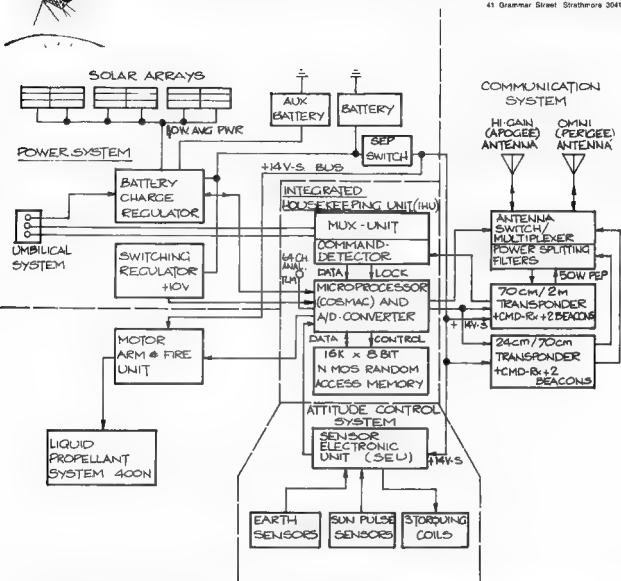 41 Grammar Street Strathmore 3041
SOLAR ARRAYS
10W. AVG PWR
POWER SYSTEM
AUX
BATTERY
BATTERY
SEP
SWITCH
+14V-S. BUS
COMMUNICATION
SYSTEM
HI-GAIN
(APOGEE)
ANTENNA
OMNI
(PERIGEE)
ANTENNA
BATTERY
CHARGE
REGULATOR
UMBILICAL
SYSTEM
SWITCHING
REGULATOR
+10V
INTEGRATED
HOUSEKEEPING UNIT(IHU)
MUX-UNIT
COMMAND-
DETECTOR
64 CH.
ANAL.
TLM
DATA
LOCK
MICROPROCESSOR
(COSMAC) AND
A/D-CONVERTER
DATA
CONTROL
16K x 8 BIT
N MOS RANDOM
ACCESS MEMORY
ANTENNA
SWITCH/
MULTIPLEXER
POWER SPLITTING
FILTERS
50W PEP
70cm/2m
TRANSPONDER
+CMD-Rx+2BEACONS
+14V-S
24cm/70cm
TRANSPONDER
+CMD-Rx+2
BEACONS
MOTOR
ARM & FIRE
UNIT
LIQUID
PROPELLANT
SYSTEM 400N
ATTITUDE CONTROL
SYSTEM
SENSOR
ELECTRONIC
UNIT (SEU)
+14V-S
EARTH
SENSORS
SUN PULSE
SENSORS
3TORQUING
COILS